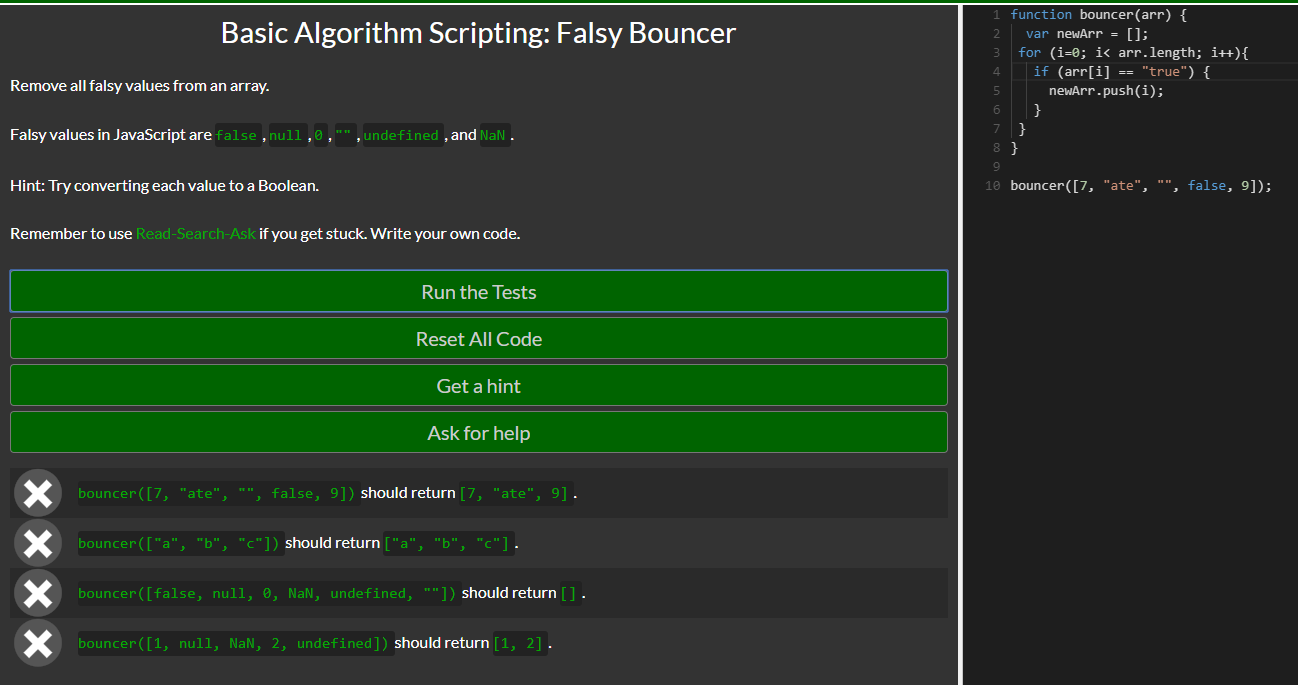 Basic Algorithm Scripting: Falsy Bouncer
Remove all falsy values from an array.
Falsy values in JavaScript are false , null , 0 , "" , undefined , and NaN .
Hint: Try converting each value to a Boolean.
Remember to use Read-Search-Ask if you get stuck. Write your own code.
Run the Tests
Reset All Code
Get a hint
Ask for help
bouncer([7, "ate", "", false, 9]) should return [7, "ate", 9] .
bouncer(["a", "b", "c"]) should return ["a", "b", "c"] .
bouncer([false, null, 0, NaN, undefined, ""]) should return [] .
bouncer([1, null, NaN, 2, undefined]) should return [1, 2] .
1 function bouncer(arr) {
2 var newArr = [];
3 for (i=0; i< arr.length; i++){
4 if (arr[i] == "true") {
5 newArr.push(i);
6 }
7 }
8 }
9
10 bouncer([7, "ate", "", false, 9]);